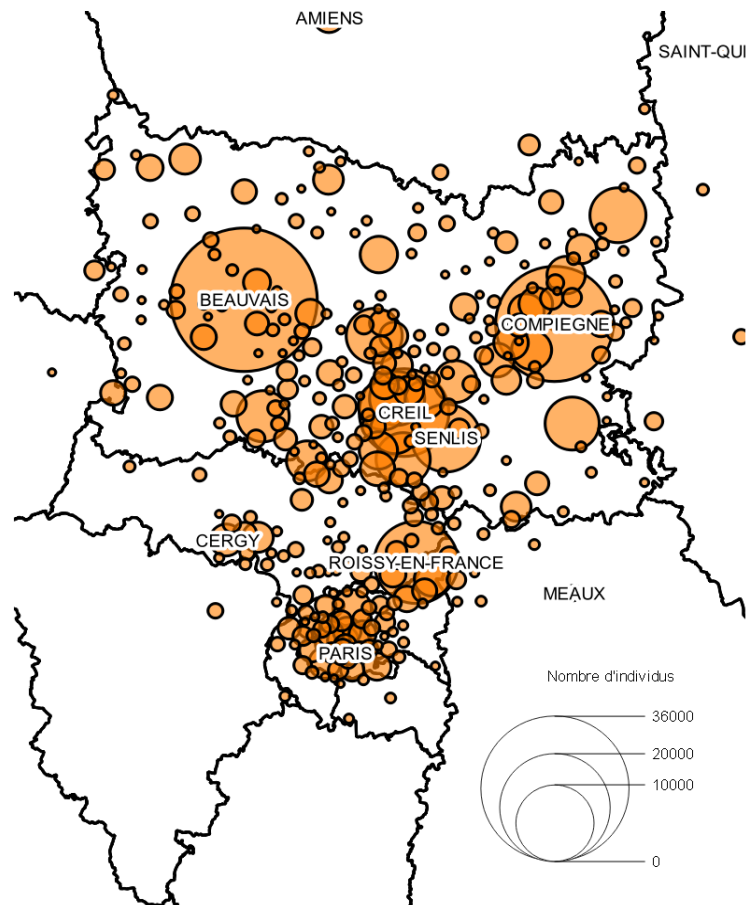 AMIENS
SAINT-QUI
BEAUVAIS
COMPIEGNE
CREIL
SENLIS
CERGY
ROISSY-EN-FRANCE
MEAUX
PARIS
Nombre d'individus
36000
20000
10000
0